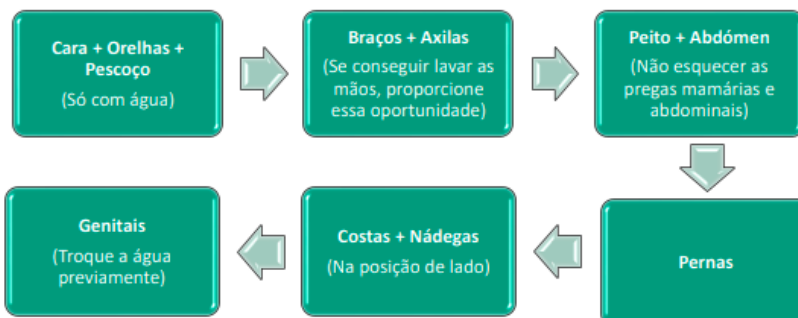 Cara + Orelhas +
Pescoço
(Só com água)
Braços + Axilas
(Se conseguir lavar as
mãos, proporcione
essa oportunidade)
Peito + Abdómen
(Não esquecer as
pregas mamárias e
abdominais)
Pernas
Costas + Nádegas
(Na posição de lado)
Genitais
(Troque a água
previamente)